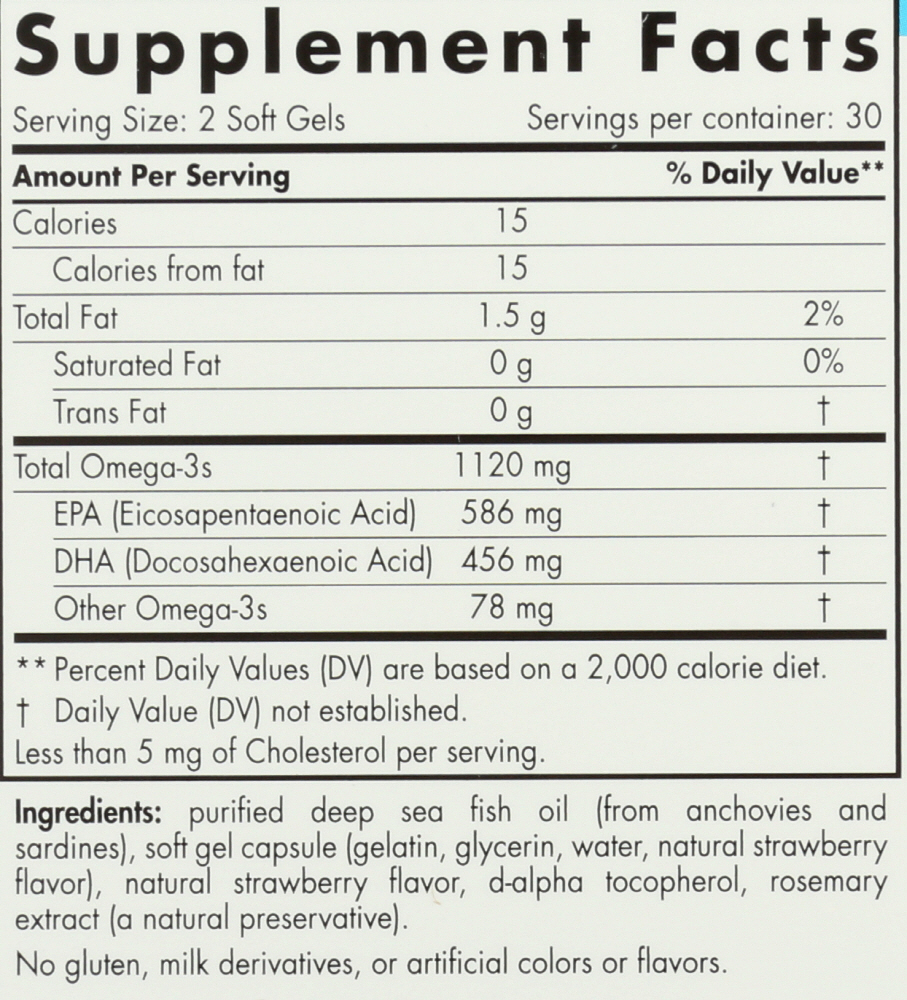 Supplement Facts
Serving Size: 2 Soft Gels Servings per container: 30
Amount Per Serving % Daily Value**
Calories 15
Calories from fat 15
Total Fat 1.5 g 2%
Saturated Fat 0 g 0%
Trans Fat 0 g †
Total Omega-3s 1120 mg †
EPA (Eicosapentaenoic Acid) 586 mg †
DHA (Docosahexaenoic Acid) 456 mg †
Other Omega-3s 78 mg †
** Percent Daily Values (DV) are based on a 2,000 calorie diet.
† Daily Value (DV) not established.
Less than 5 mg of Cholesterol per serving.
Ingredients: purified deep sea fish oil (from anchovies and
sardines), soft gel capsule (gelatin, glycerin, water, natural strawberry
flavor), natural strawberry flavor, d-alpha tocopherol, rosemary
extract (a natural preservative).
No gluten, milk derivatives, or artificial colors or flavors.